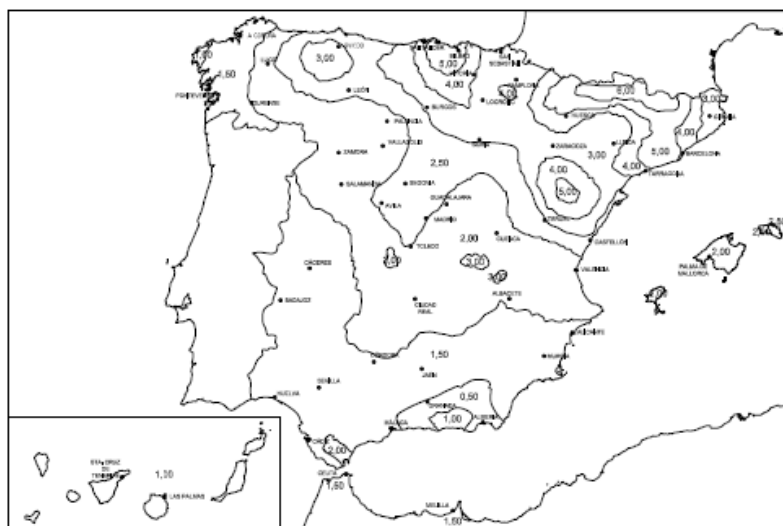 A CORUÑA
1,50
LUGO
3,00
LEÓN
OURENSE
PONTEVEDRA
5,00
4,00
BURGOS
LOGROÑO
PAMPLONA
SAN
SEBASTIÁN
BILBAO
HUESCA
6,00
GIRONA
4,00
5,00
BARCELONA
LLEIDA
4,00
TARRAGONA
PALENCIA
VALLADOLID
ZAMORA
SORIA
ZARAGOZA
3,00
4,00
5,00
2,50
SALAMANCA
SEGOVIA
GUADALAJARA
ÁVILA
MADRID
TERUEL
CASTELLÓN
TOLEDO
2,00
CUENCA
3,00
VALENCIA
2,00
PALMA DE
MALLORCA
CÁCERES
BADAJOZ
CIUDAD
REAL
ALBACETE
ALICANTE
MURCIA
CÓRDOBA
1,50
JAÉN
SEVILLA
HUELVA
0,50
GRANADA
1,00
ALMERÍA
MÁLAGA
CÁDIZ
2,00
CEUTA
1,50
MELILLA
1,50
STA. CRUZ
DE
TENERIFE
1,00
LAS PALMAS